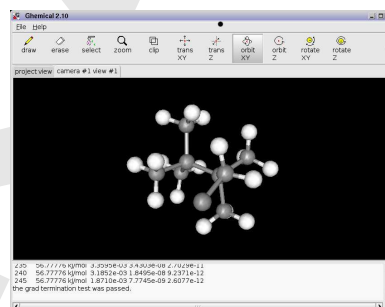 Ghemical 2.10
File Help
draw erase select zoom clip trans XY trans Z orbit XY orbit Z rotate XY rotate Z
project view camera #1 view #1
235 56.77776 kJ/mol 3.3595e-03 3.4303e-08 2.7029e-11
240 56.77776 kJ/mol 3.1852e-03 1.8495e-08 9.2371e-12
245 56.77776 kJ/mol 1.8710e-03 7.7745e-09 2.6077e-12
the grad termination test was passed.